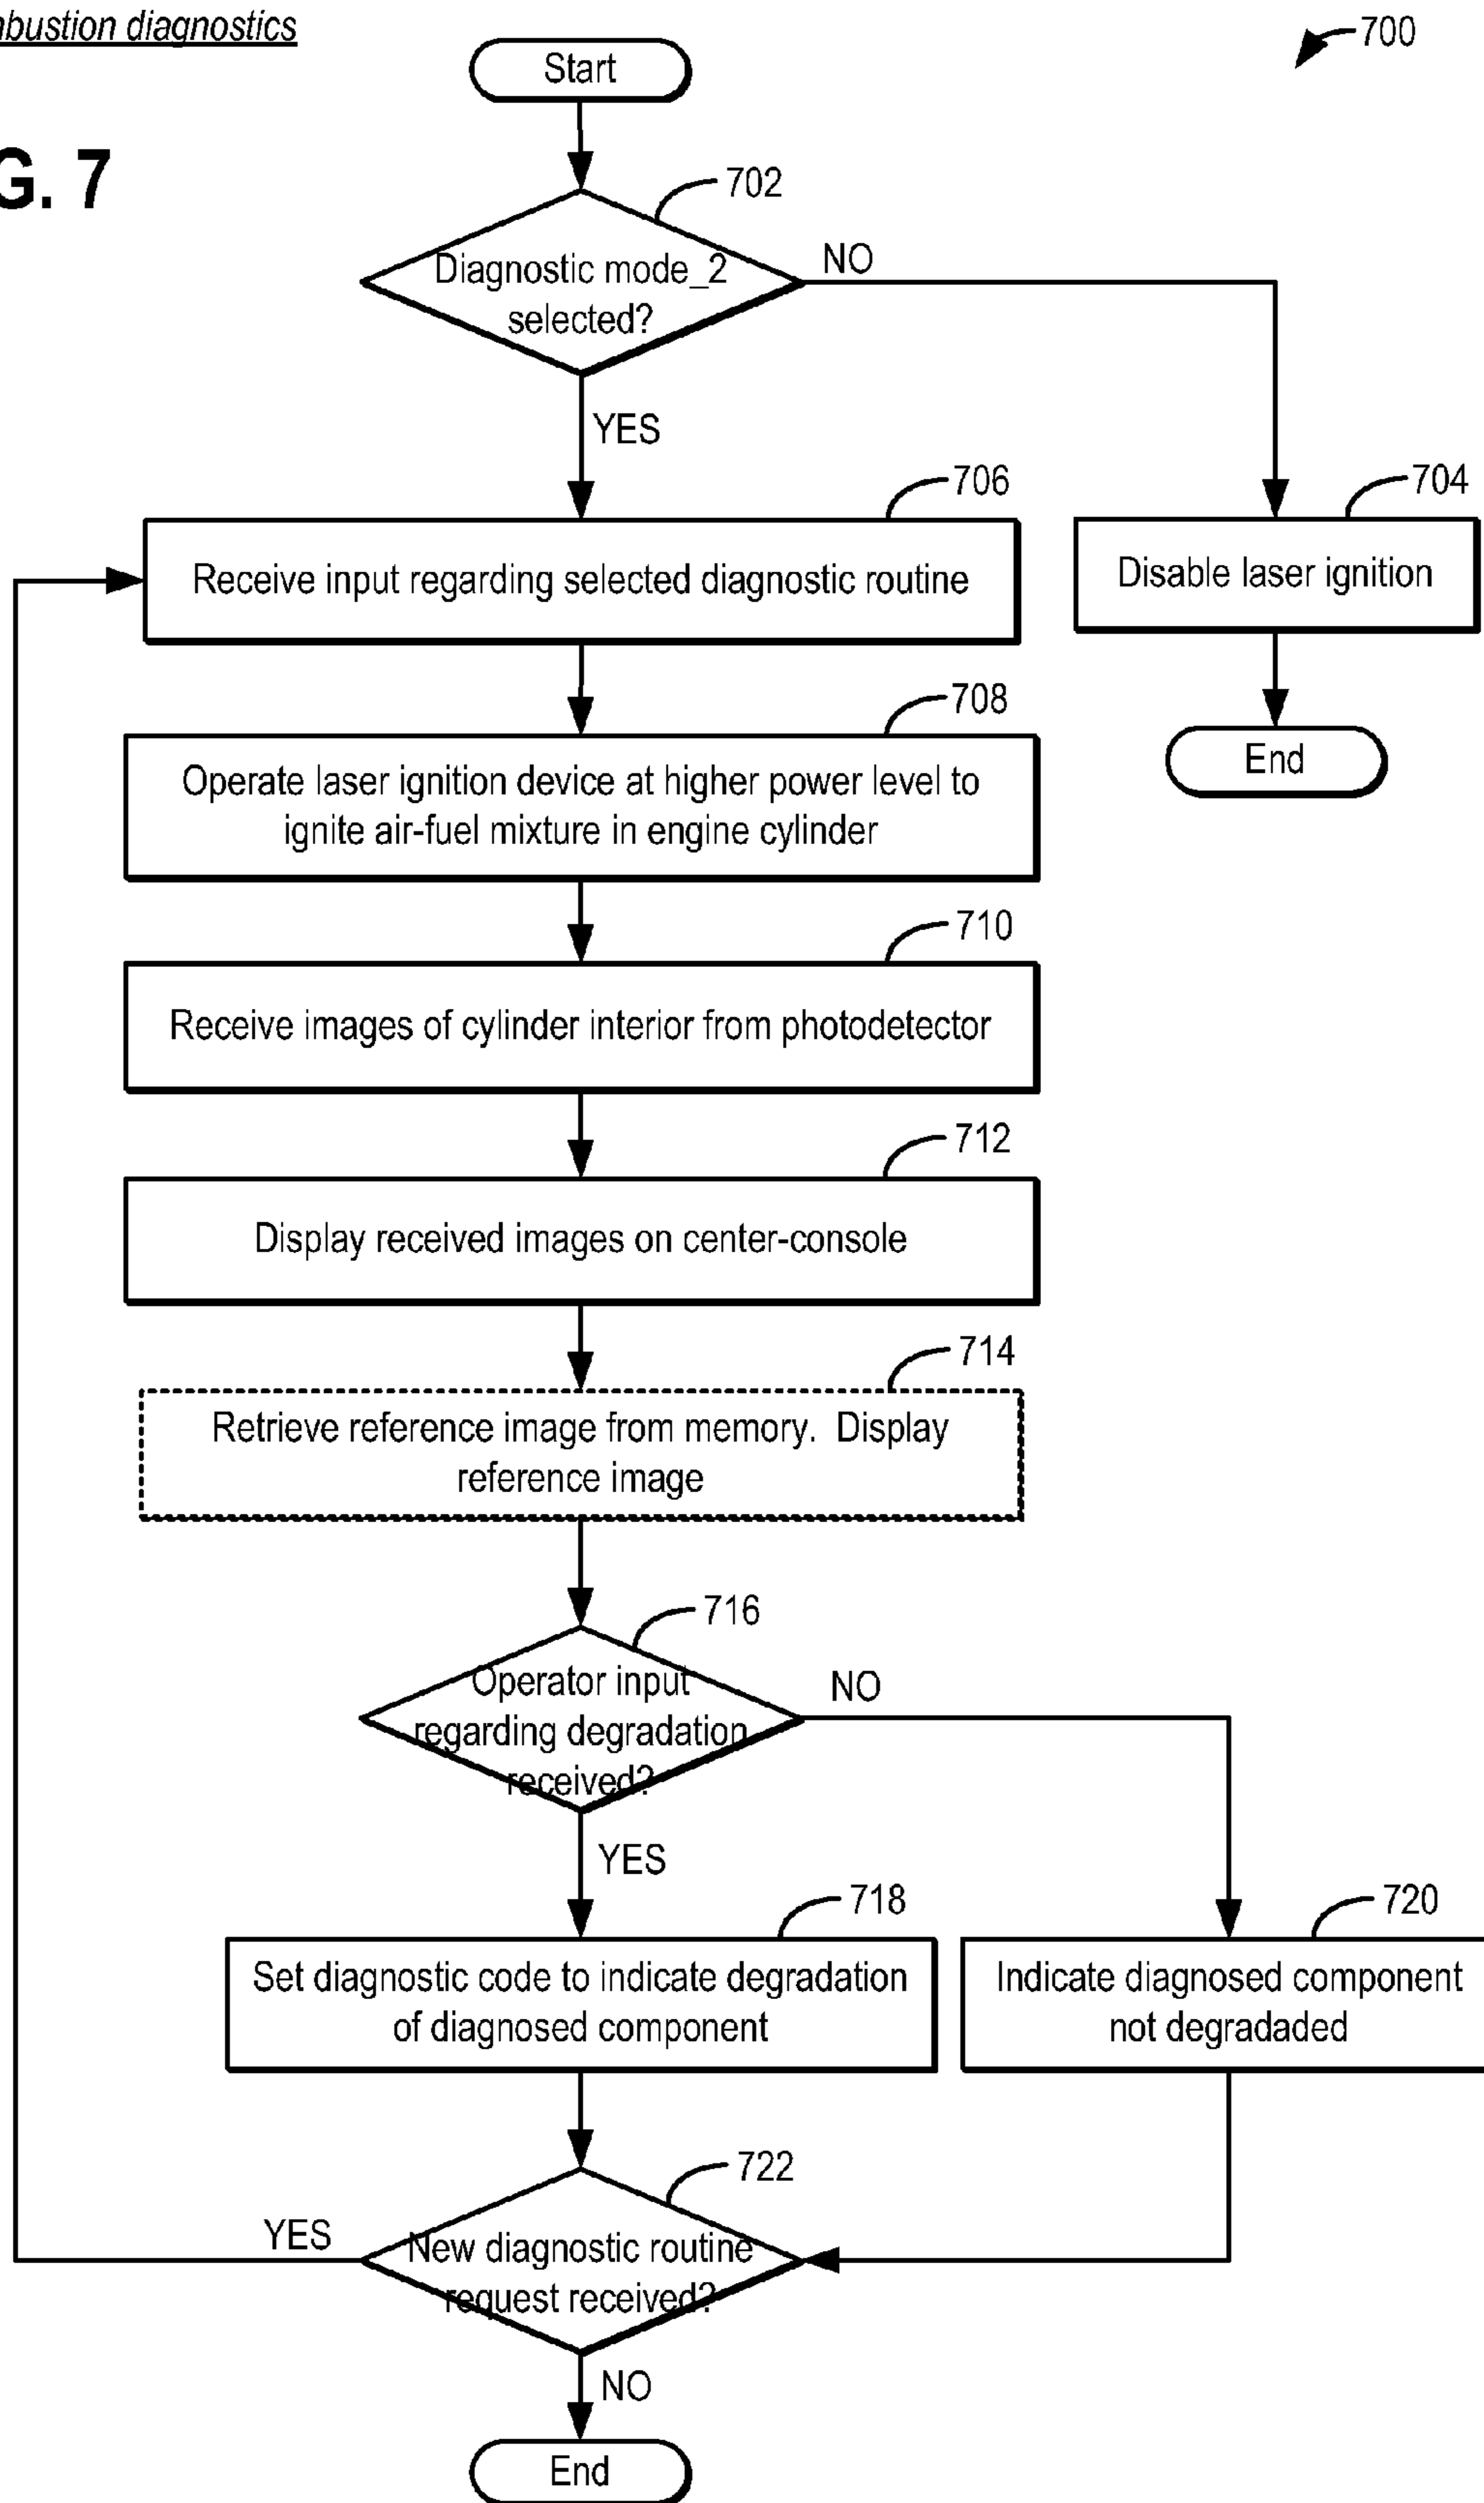 bustion diagnostics
700
Start
G. 7
702
Diagnostic mode_2
selected?
NO
YES
706
704
Receive input regarding selected diagnostic routine
Disable laser ignition
708
End
Operate laser ignition device at higher power level to
ignite air-fuel mixture in engine cylinder
710
Receive images of cylinder interior from photodetector
712
Display received images on center-console
714
Retrieve reference image from memory. Display
reference image
716
Operator input
regarding degradation
received?
NO
YES
718
720
Set diagnostic code to indicate degradation
of diagnosed component
Indicate diagnosed component
not degradaded
722
New diagnostic routine
request received?
YES
NO
End